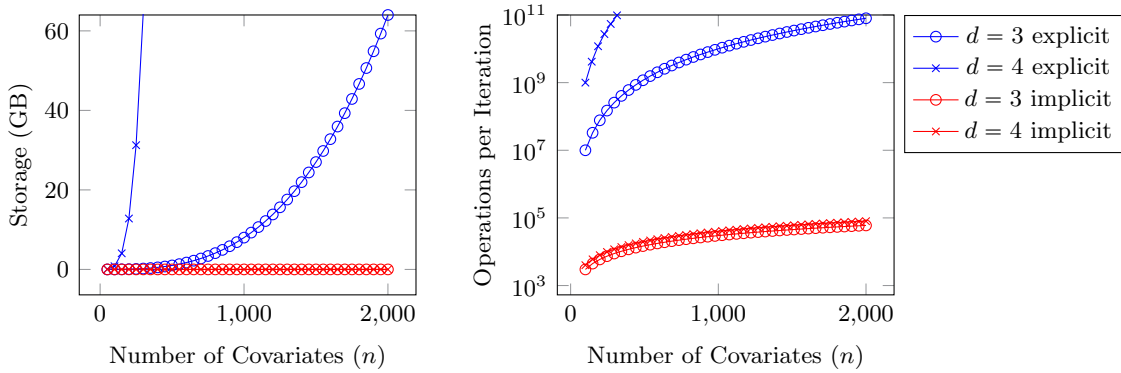 60
40
20
0
Storage (GB)
0
1,000
2,000
Number of Covariates (n)
10^11
10^9
10^7
10^5
10^3
Operations per Iteration
0
1,000
2,000
Number of Covariates (n)
d = 3 explicit
d = 4 explicit
d = 3 implicit
d = 4 implicit